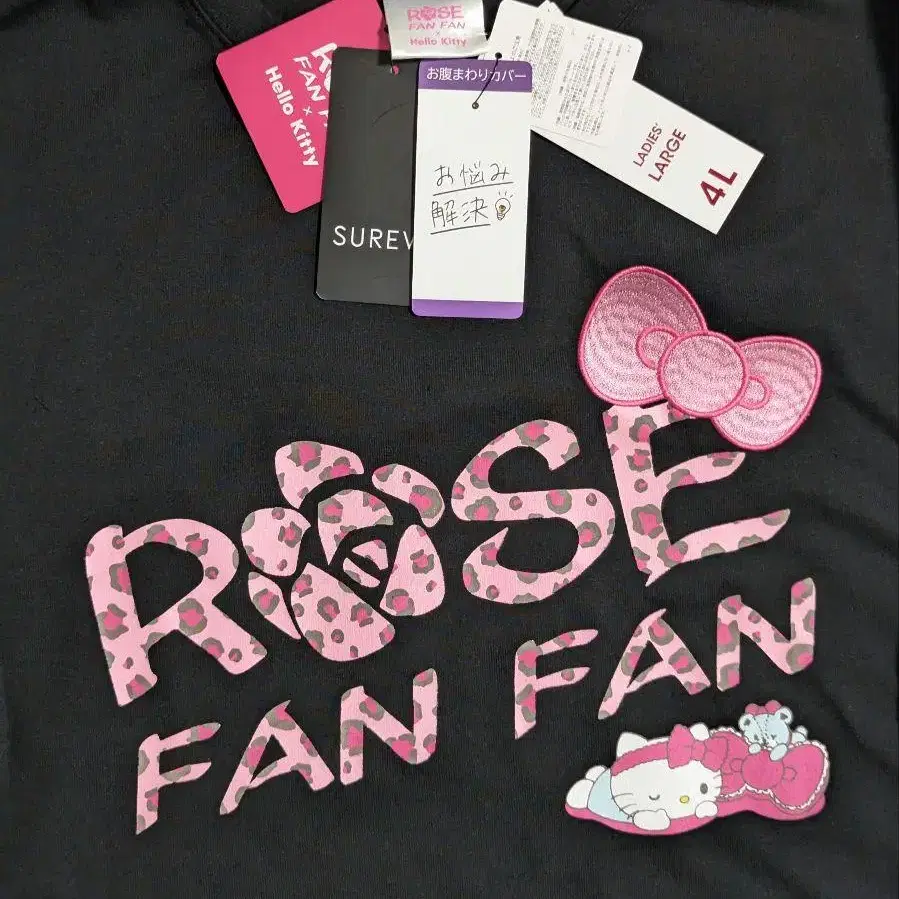 ROSE
FAN FAN
×
Hello Kitty
ROSE
FAN
×
Hello Kitty
SUREV
お腹まわりカバー
お悩み
解決
LADIES'
LARGE
4L
ROSE
FAN FAN FAN